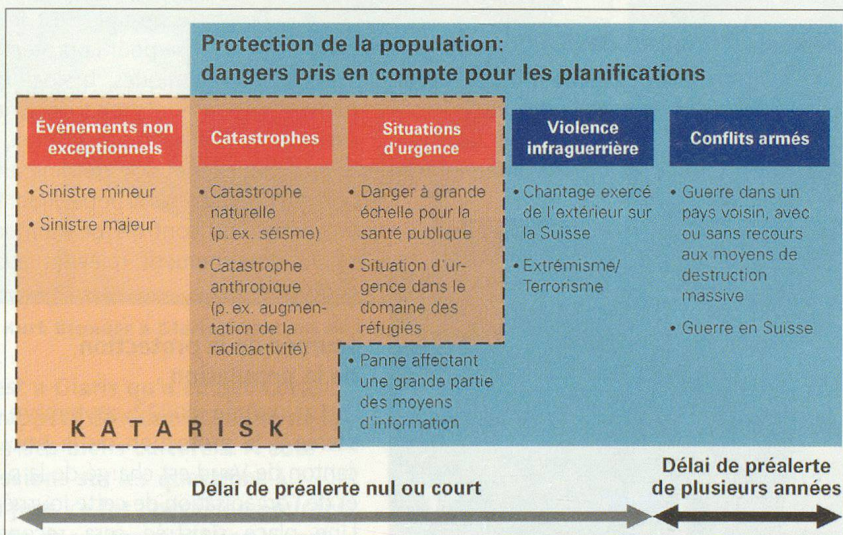 Protection de la population:
dangers pris en compte pour les planifications
Événements non
exceptionnels
• Sinistre mineur
• Sinistre majeur
Catastrophes
• Catastrophe
naturelle
(p. ex. séisme)
• Catastrophe
anthropique
(p. ex. augmen-
tation de la
radioactivité)
Situations
d'urgence
• Danger à grande
échelle pour la
santé publique
• Situation d'ur-
gence dans le
domaine des
réfugiés
• Panne affectant
une grande partie
des moyens
d'information
Violence
infraguerrière
• Chantage exercé
de l'extérieur sur
la Suisse
• Extrémisme/
Terrorisme
Conflits armés
• Guerre dans un
pays voisin, avec
ou sans recours
aux moyens de
destruction
massive
• Guerre en Suisse
KATARISK
Délai de préalerte nul ou court
Délai de préalerte
de plusieurs années